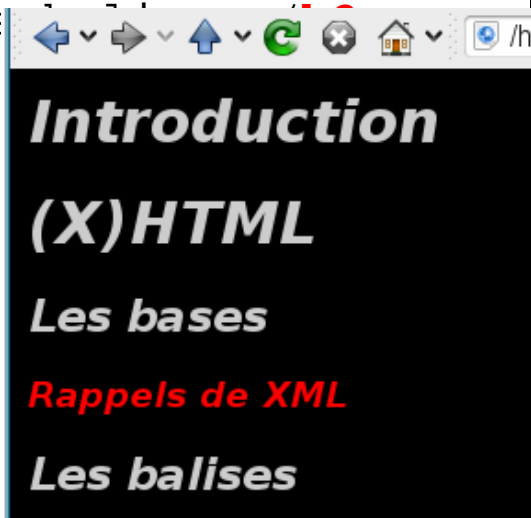 /h
Introduction
(X)HTML
Les bases
Rappels de XML
Les balises